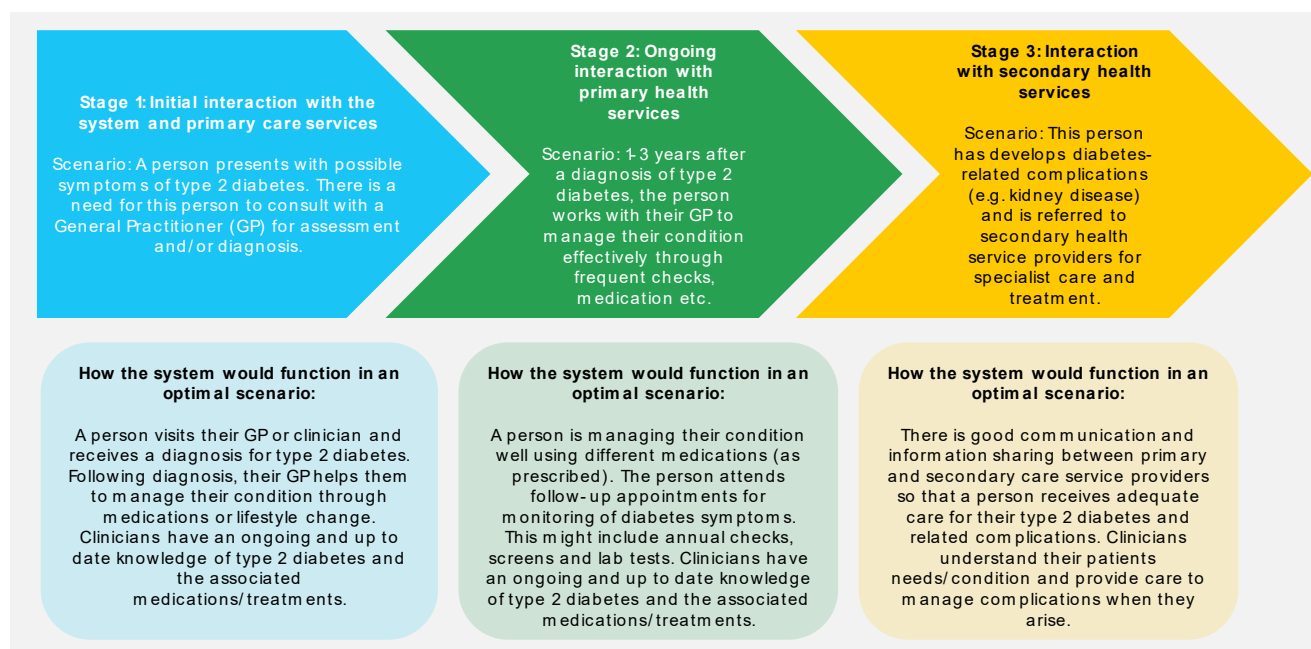 Stage 1: Initial interaction with the
system and primary care services
Scenario: A person presents with possible
symptoms of type 2 diabetes. There is a
need for this person to consult with a
General Practitioner (GP) for assessment
and/or diagnosis.
Stage 2: Ongoing
interaction with
primary health
services
Scenario: 1-3 years after
a diagnosis of type 2
diabetes, the person
works with their GP to
manage their condition
effectively through
frequent checks,
medication etc.
Stage 3: Interaction
with secondary health
services
Scenario: This person
has develops diabetes-
related complications
(e.g. kidney disease)
and is referred to
secondary health
service providers for
specialist care and
treatment.
How the system would function in an
optimal scenario:
A person visits their GP or clinician and
receives a diagnosis for type 2 diabetes.
Following diagnosis, their GP helps them
to manage their condition through
medications or lifestyle change.
Clinicians have an ongoing and up to
date knowledge of type 2 diabetes and
the associated
medications/treatments.
How the system would function in an
optimal scenario:
A person is managing their condition
well using different medications (as
prescribed). The person attends
follow-up appointments for
monitoring of diabetes symptoms.
This might include annual checks,
screens and lab tests. Clinicians have
an ongoing and up to date knowledge
of type 2 diabetes and the associated
medications/treatments.
How the system would function in an
optimal scenario:
There is good communication and
information sharing between primary
and secondary care service providers
so that a person receives adequate
care for their type 2 diabetes and
related complications. Clinicians
understand their patients
needs/condition and provide care to
manage complications when they
arise.